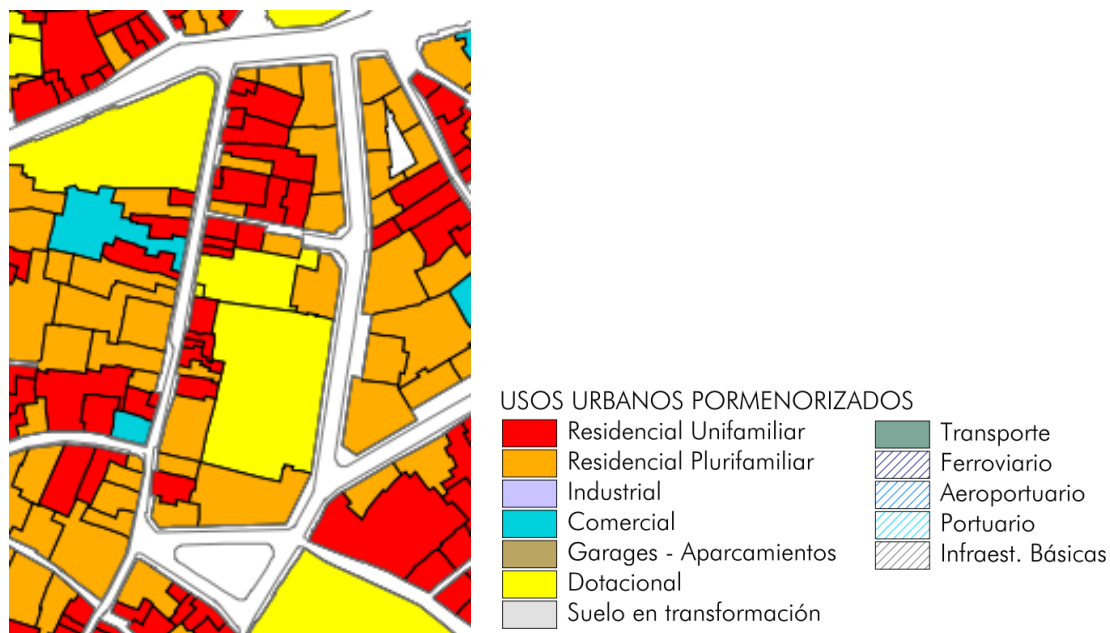 USOS URBANOS PORMENORIZADOS
Residencial Unifamiliar
Residencial Plurifamiliar
Industrial
Comercial
Garages - Aparcamientos
Dotacional
Suelo en transformación
Transporte
Ferroviario
Aeroportuario
Portuario
Infraest. Básicas